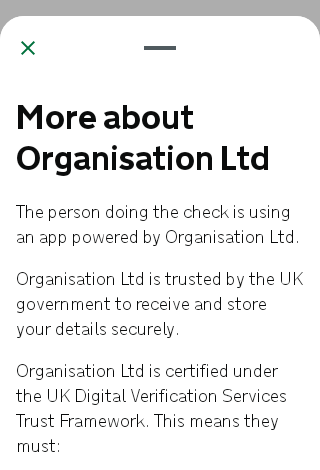 More about
Organisation Ltd
The person doing the check is using
an app powered by Organisation Ltd.
Organisation Ltd is trusted by the UK
government to receive and store
your details securely.
Organisation Ltd is certified under
the UK Digital Verification Services
Trust Framework. This means they
must: